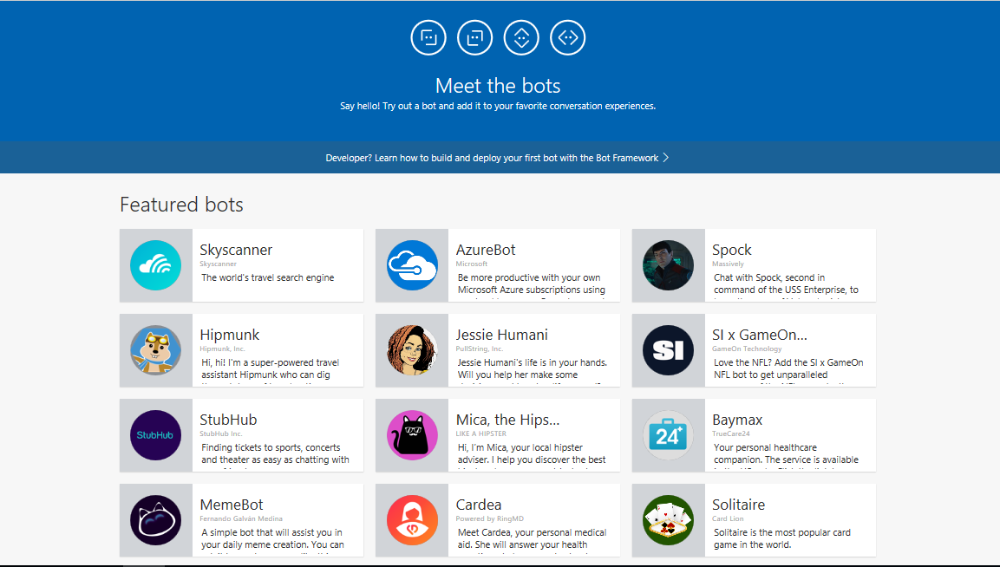 Meet the bots
Say hello! Try out a bot and add it to your favorite conversation experiences.
Developer? Learn how to build and deploy your first bot with the Bot Framework
Featured bots
Skyscanner
Skyscanner
The world's travel search engine
AzureBot
Microsoft
Be more productive with your own
Microsoft Azure subscriptions using
Spock
Massively
Chat with Spock, second in
command of the USS Enterprise, to
Hipmunk
Hipmunk, Inc.
Hi, hi! I'm a super-powered travel
assistant Hipmunk who can dig
Jessie Humani
PullString, Inc.
Jessie Humani's life is in your hands.
Will you help her make some
SI
SI x GameOn...
GameOn Technology
Love the NFL? Add the SI x GameOn
NFL bot to get unparalleled
StubHub
StubHub
StubHub Inc.
Finding tickets to sports, concerts
and theater as easy as chatting with
Mica, the Hips...
LIKE A HIPSTER
Hi, I'm Mica, your local hipster
adviser. I help you discover the best
24+
Baymax
TrueCare24
Your personal healthcare
companion. The service is available
MemeBot
Fernando Galván Medina
A simple bot that will assist you in
your daily meme creation. You can
Cardea
Powered by RingMD
Meet Cardea, your personal medical
aid. She will answer your health
Solitaire
Card Lion
Solitaire is the most popular card
game in the world.